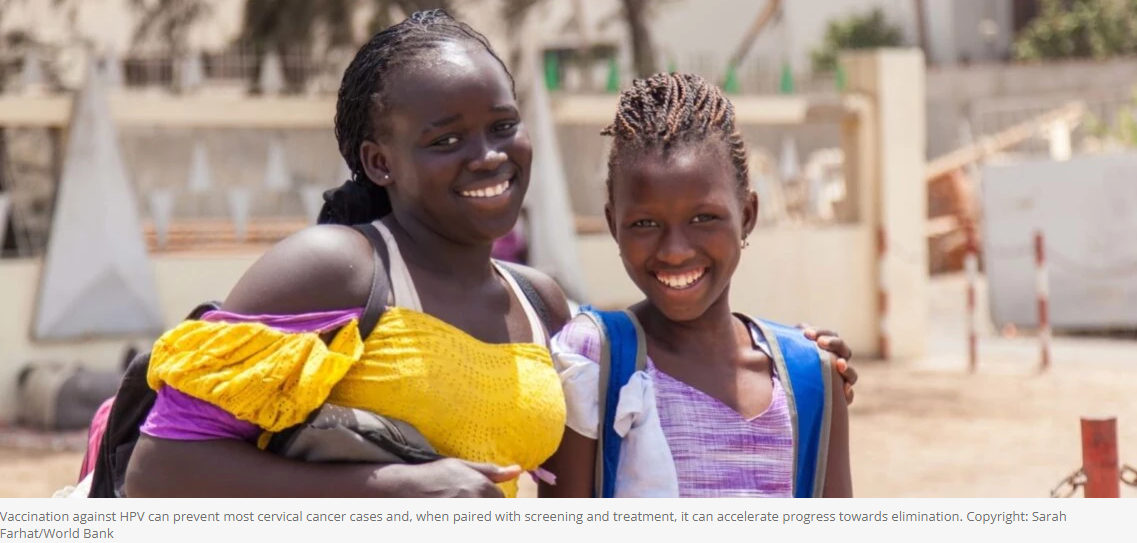 Vaccination against HPV can prevent most cervical cancer cases and, when paired with screening and treatment, it can accelerate progress towards elimination. Copyright: Sarah
Farhat/World Bank